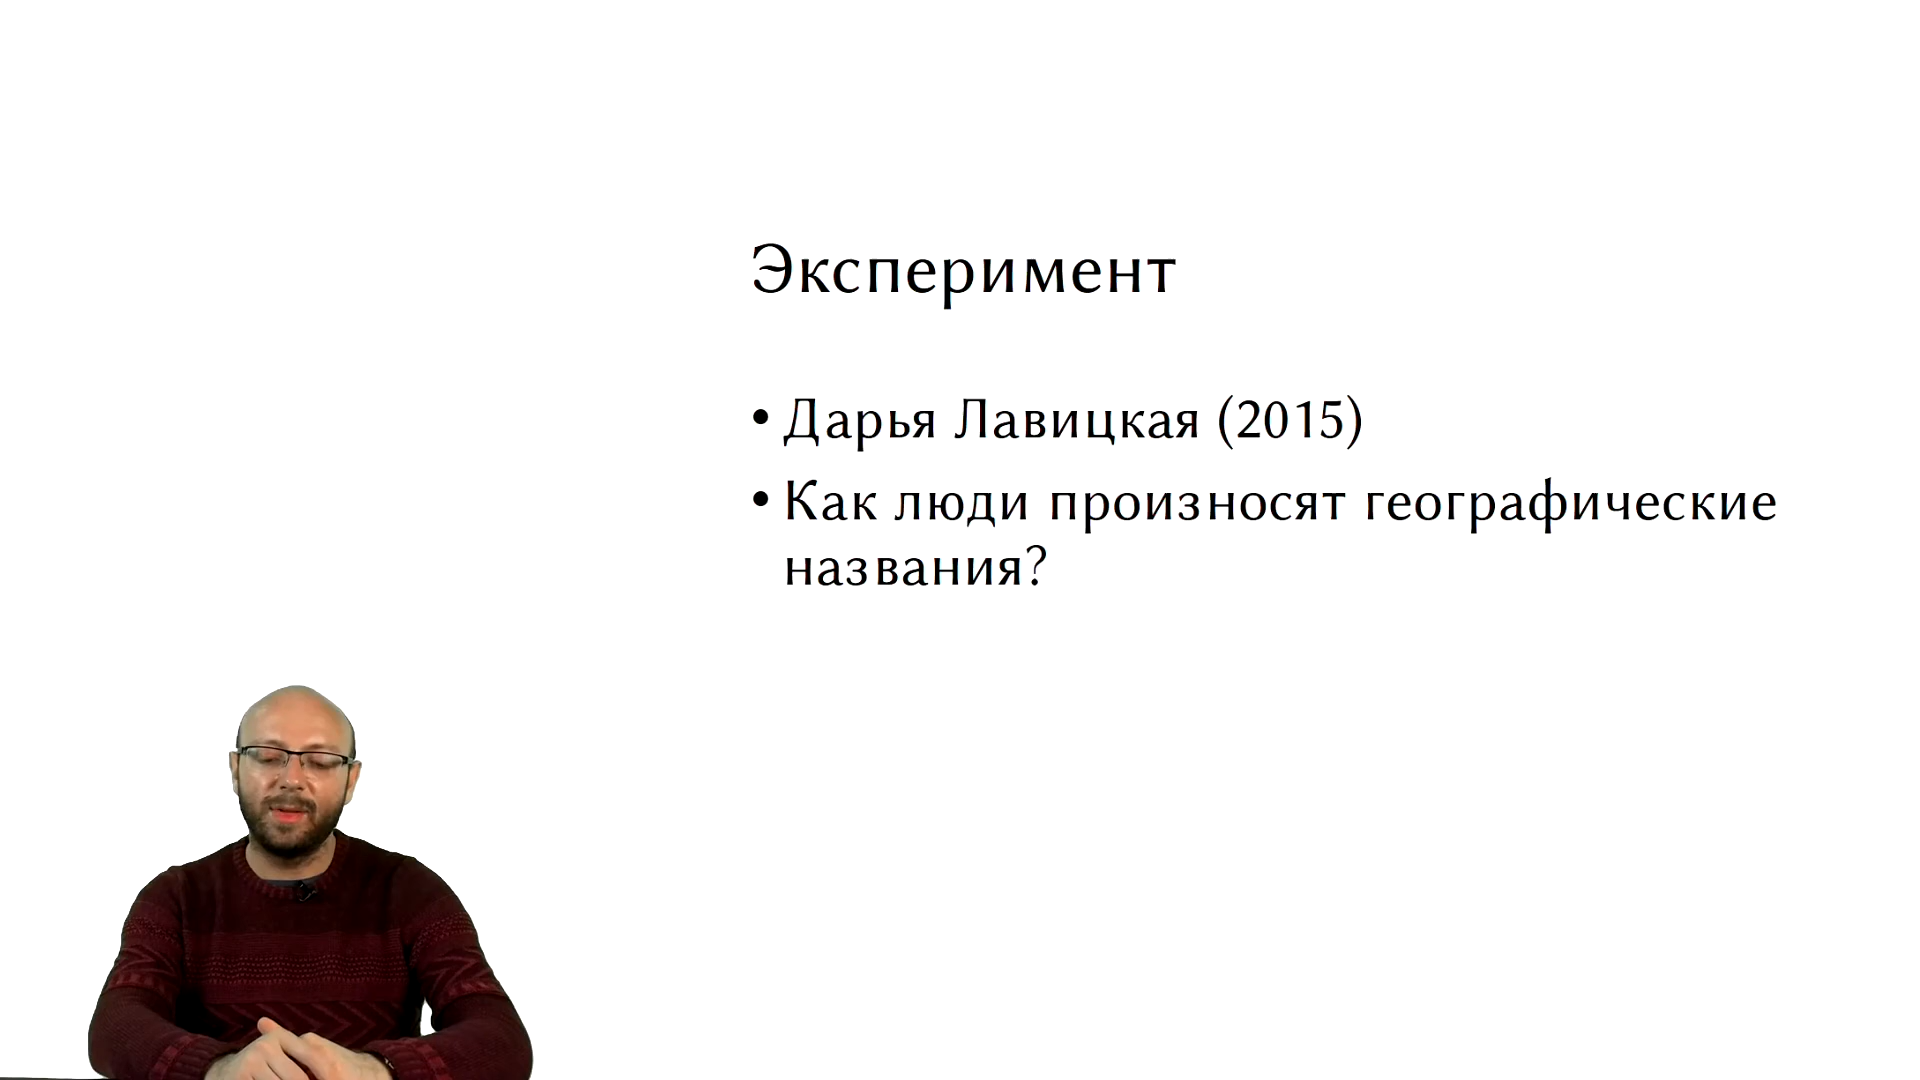 Эксперимент
• Дарья Лавицкая (2015)
• Как люди произносят географические
названия?